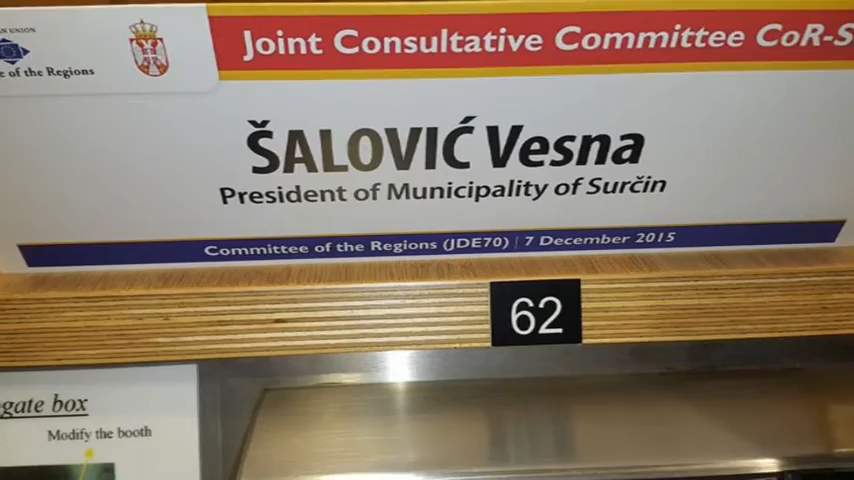 AN UNION
e of the Regions
Joint Consultative Committee CoR-S
ŠALOVIĆ Vesna
President of Municipality of Surčin
Committee of the Regions (JDE70) | 7 December 2015
62
gate box
Modify the booth